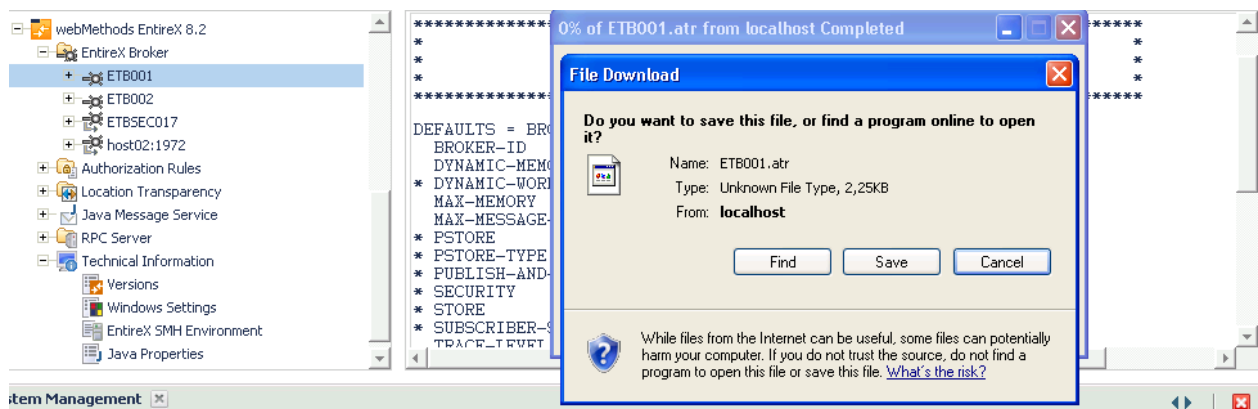 webMethods EntireX 8.2
EntireX Broker
ETB001
ETB002
ETBSEC017
host02:1972
Authorization Rules
Location Transparency
Java Message Service
RPC Server
Technical Information
Versions
Windows Settings
EntireX SMH Environment
Java Properties
*
*
*
DEFAULTS = BRO
BROKER-ID
DYNAMIC-MEMO
* DYNAMIC-WORK
MAX-MEMORY
MAX-MESSAGE-
* PSTORE
* PSTORE-TYPE
* PUBLISH-AND-
* SECURITY
* STORE
* SUBSCRIBER-S
TRACE-LEVEL
0% of ETB001.atr from localhost Completed
File Download
Do you want to save this file, or find a program online to open
it?
Name: ETB001.atr
Type: Unknown File Type, 2,25KB
From: localhost
Find Save Cancel
While files from the Internet can be useful, some files can potentially
harm your computer. If you do not trust the source, do not find a
program to open this file or save this file. What's the risk?
stem Management